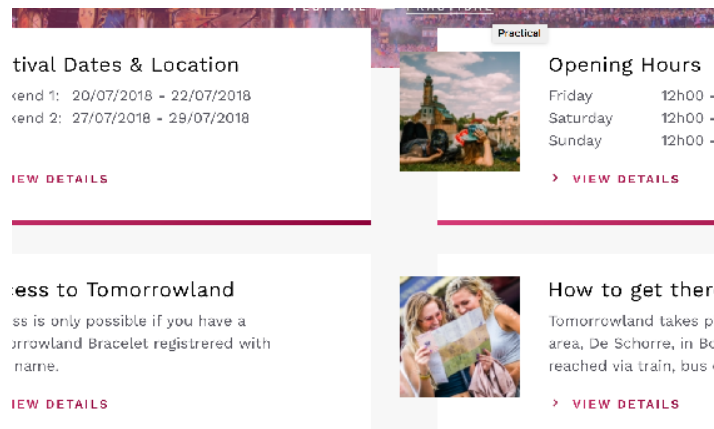 FESTIVAL PRACTICAL
Practical
tival Dates & Location
kend 1: 20/07/2018 - 22/07/2018
kend 2: 27/07/2018 - 29/07/2018
IEW DETAILS
Opening Hours
Friday 12h00 -
Saturday 12h00 -
Sunday 12h00 -
VIEW DETAILS
ess to Tomorrowland
ss is only possible if you have a
orrowland Bracelet registrered with
name.
IEW DETAILS
How to get ther
Tomorrowland takes p
area, De Schorre, in Bo
reached via train, bus
VIEW DETAILS